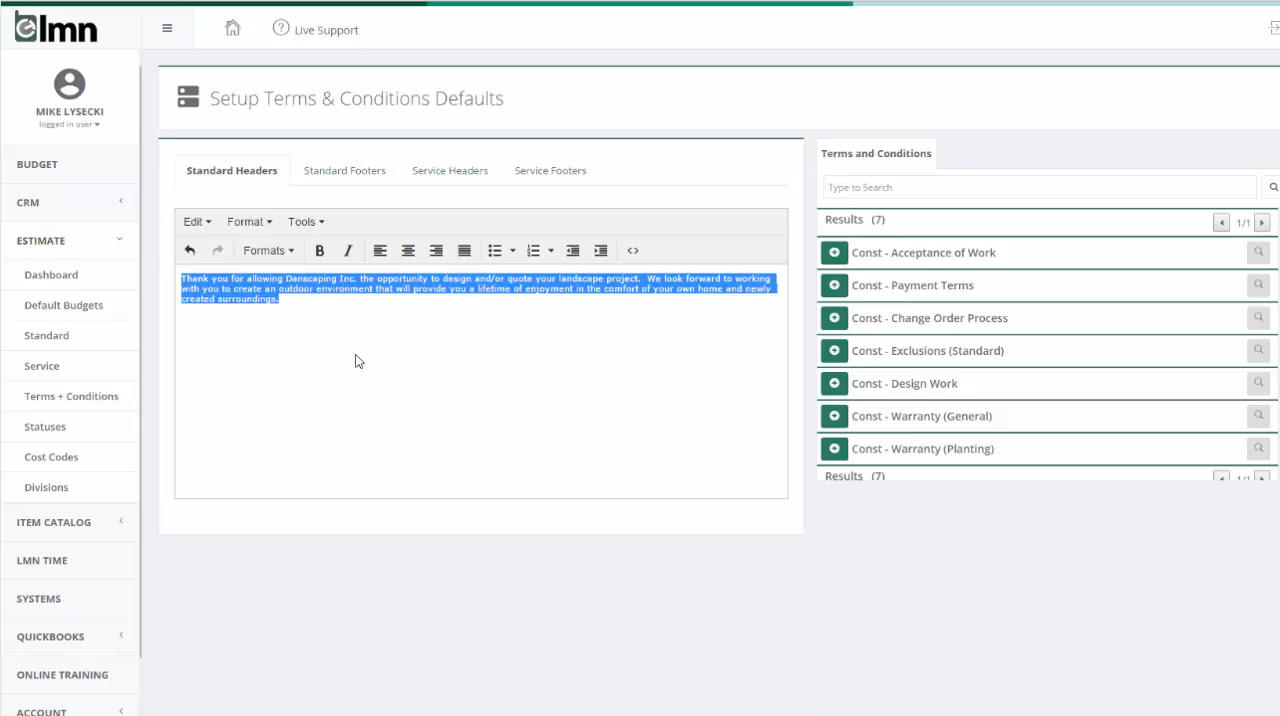 lmn
Live Support
MIKE LYSECKI
logged in user
BUDGET
CRM
ESTIMATE
Dashboard
Default Budgets
Standard
Service
Terms + Conditions
Statuses
Cost Codes
Divisions
ITEM CATALOG
LMN TIME
SYSTEMS
QUICKBOOKS
ONLINE TRAINING
ACCOUNT
Setup Terms & Conditions Defaults
Standard Headers Standard Footers Service Headers Service Footers
Edit Format Tools
Formats B I <>
Thank you for allowing Danscaping Inc. the opportunity to design and/or quote your landscape project. We look forward to working
with you to create an outdoor environment that will provide you a lifetime of enjoyment in the comfort of your own home and newly
created surroundings.
Terms and Conditions
Type to Search
Results (7) 1/1
Const - Acceptance of Work
Const - Payment Terms
Const - Change Order Process
Const - Exclusions (Standard)
Const - Design Work
Const - Warranty (General)
Const - Warranty (Planting)
Results (7) 1/1